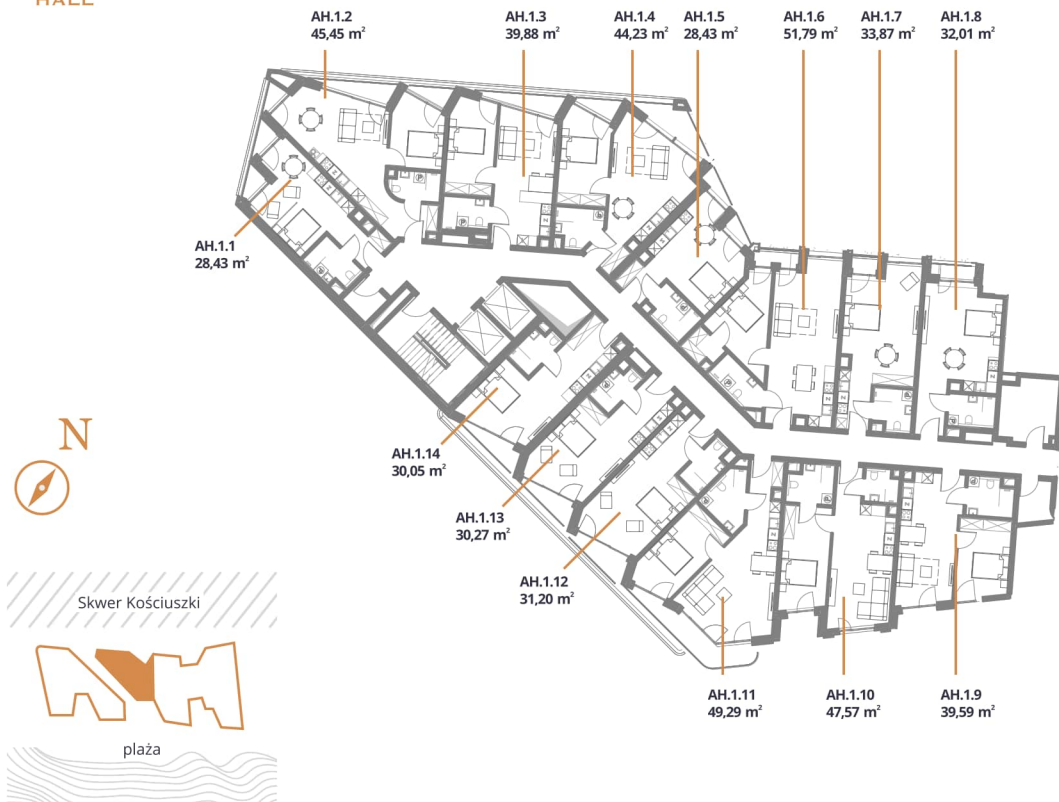 HALL
AH.1.2
45,45 m²
AH.1.3
39,88 m²
AH.1.4
44,23 m²
AH.1.5
28,43 m²
AH.1.6
51,79 m²
AH.1.7
33,87 m²
AH.1.8
32,01 m²
AH.1.1
28,43 m²
AH.1.14
30,05 m²
AH.1.13
30,27 m²
AH.1.12
31,20 m²
AH.1.11
49,29 m²
AH.1.10
47,57 m²
AH.1.9
39,59 m²
N
Skwer Kościuszki
plaża